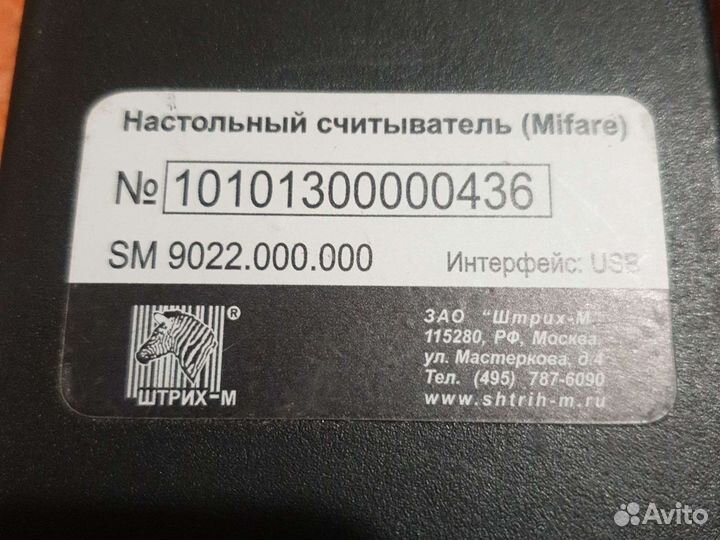 Настольный считыватель (Mifare)
№ 10101300000436
SM 9022.000.000 Интерфейс: USB
®
ШТРИХ-М
ЗАО "Штрих-М"
115280, РФ, Москва
ул. Мастеркова, д.4
Тел. (495) 787-6090
www.shtrih-m.ru
Avito